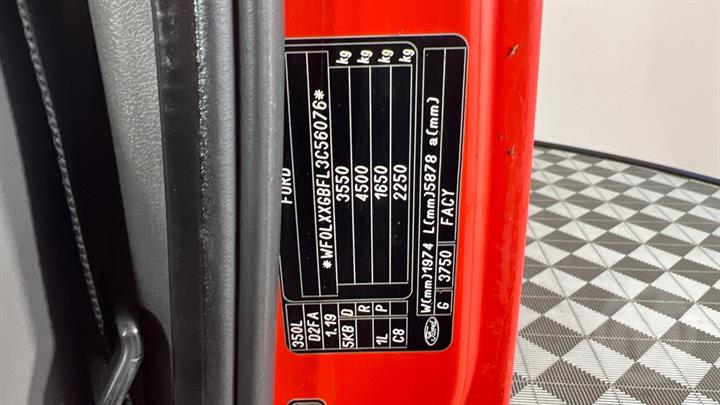 FORD
*WF0LXXGBFL3C56076*
3550 kg
4500 kg
1650 kg
2250 kg
W(mm)1974 L(mm)5878 a(mm)
G 3750 FACY
350L
D2FA
1.19
5KB D
R
1L P
C8
Ford